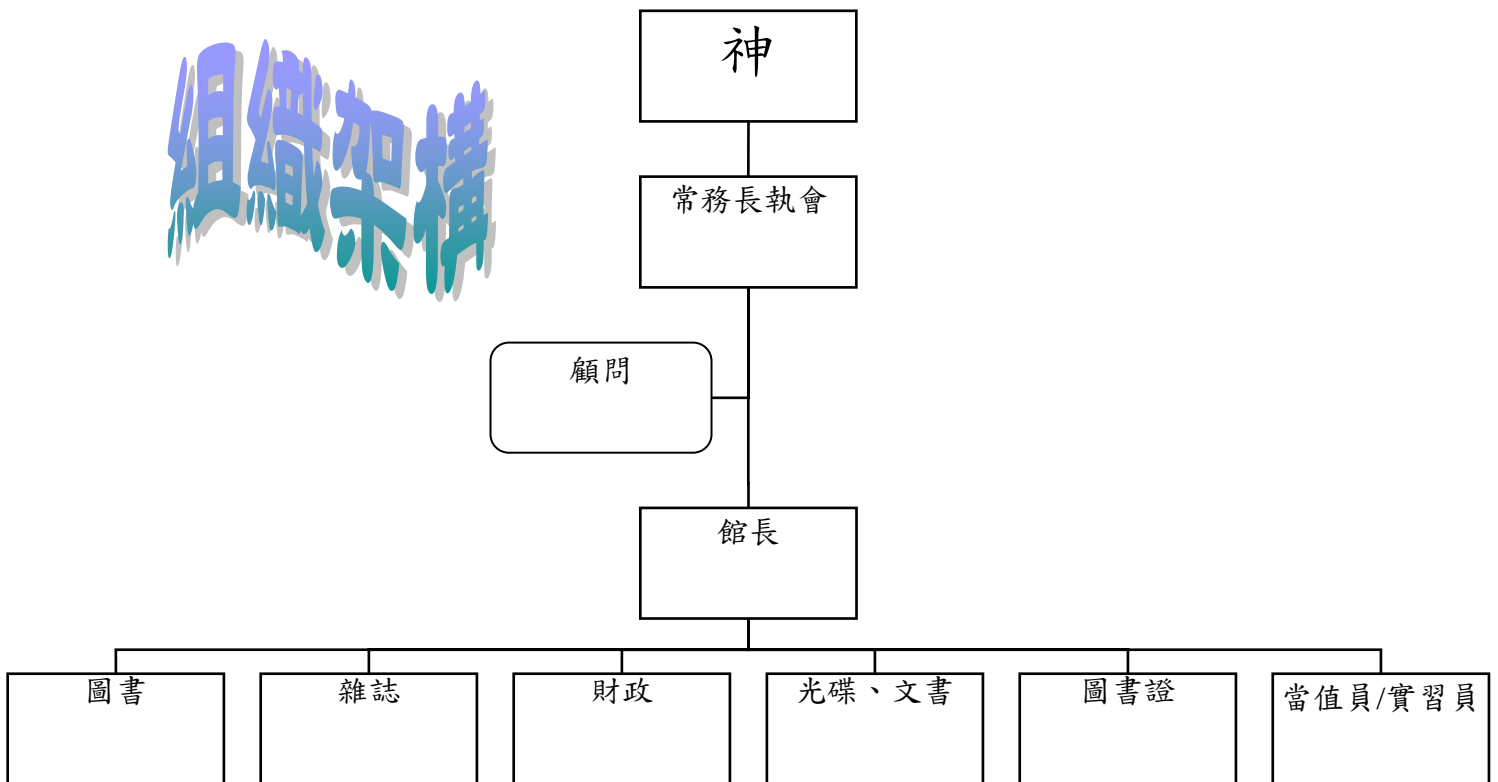 組織架構
神
常務長執會
顧問
館長
圖書
雜誌
財政
光碟、文書
圖書證
當值員/實習員